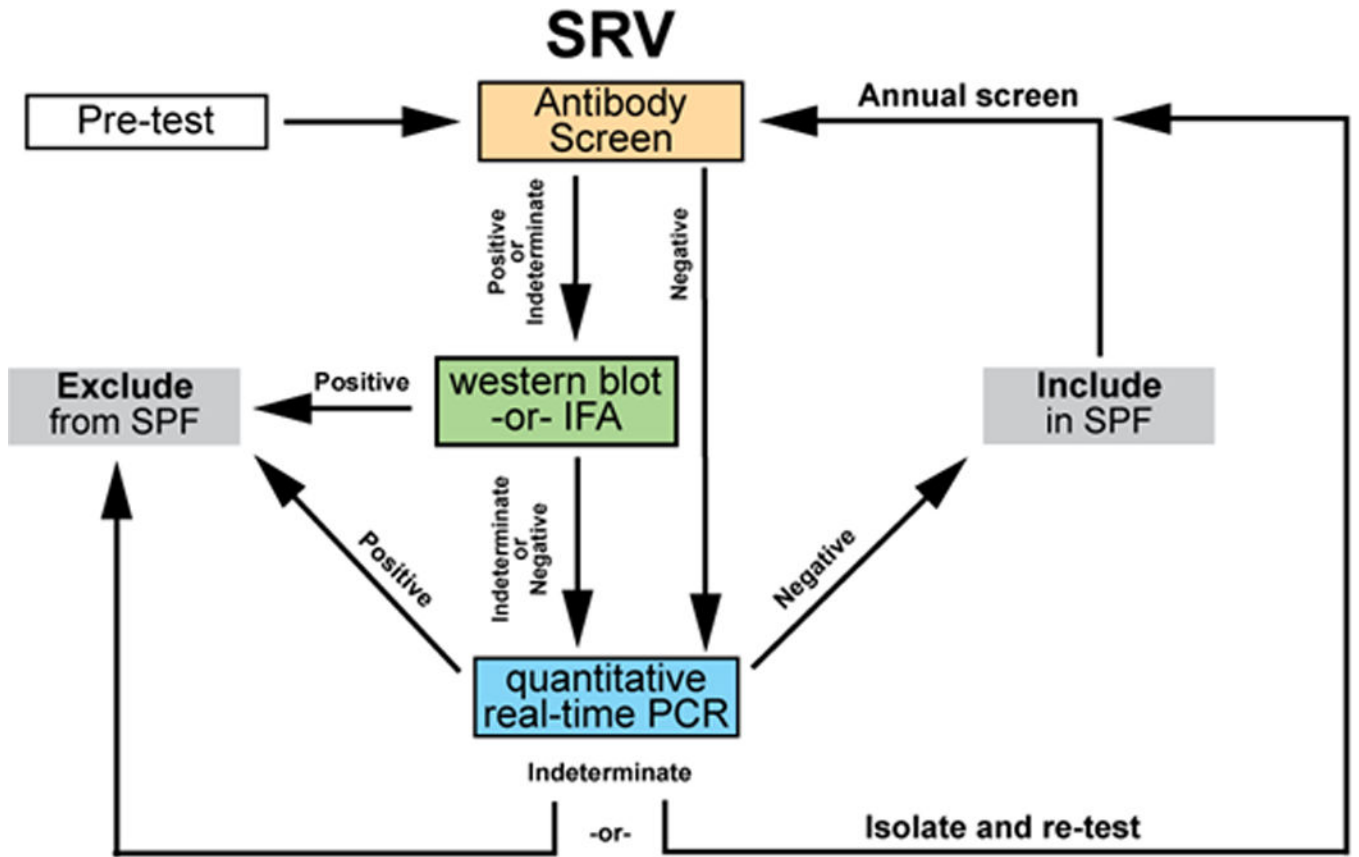 SRV
Pre-test
Antibody
Screen
Annual screen
Positive
or
Indeterminate
Negative
Exclude
from SPF
Positive
western blot
-or- IFA
Include
in SPF
Indeterminate
or
Negative
Positive
Negative
quantitative
real-time PCR
Indeterminate
-or-
Isolate and re-test